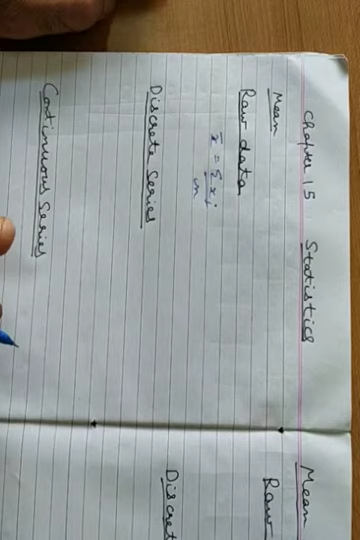 Chapter 15 Statistics
Mean
Raw data
x̄ = Σxi
n
Discrete Series
Continuous Series
Mean
Raw
Discret